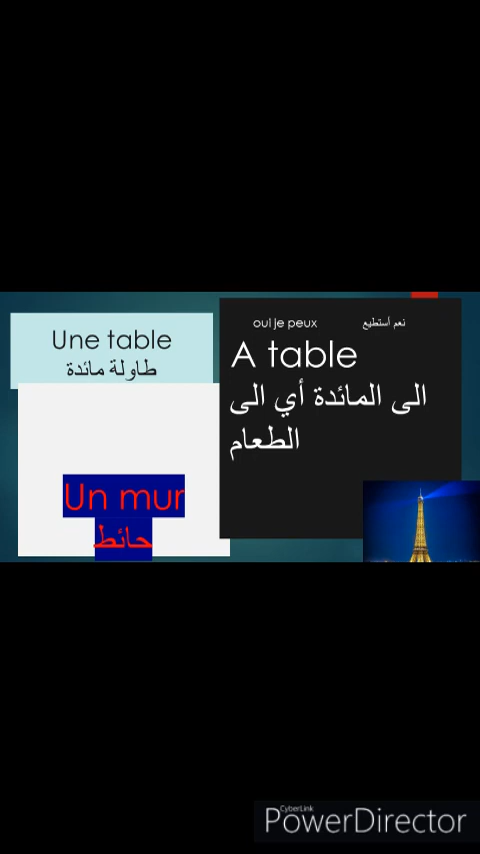 Une table
طاولة مائدة
Un mur
حائط
oui je peux
نعم أستطيع
A table
الى المائدة أي الى
الطعام
CyberLink
PowerDirector